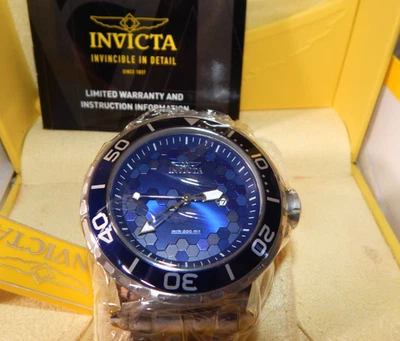 INVICTA
INVINCIBLE IN DETAIL
SINCE 1837
LIMITED WARRANTY AND
INSTRUCTION INFORMATION
50
10
INVICTA
40
20
30
INVICTA